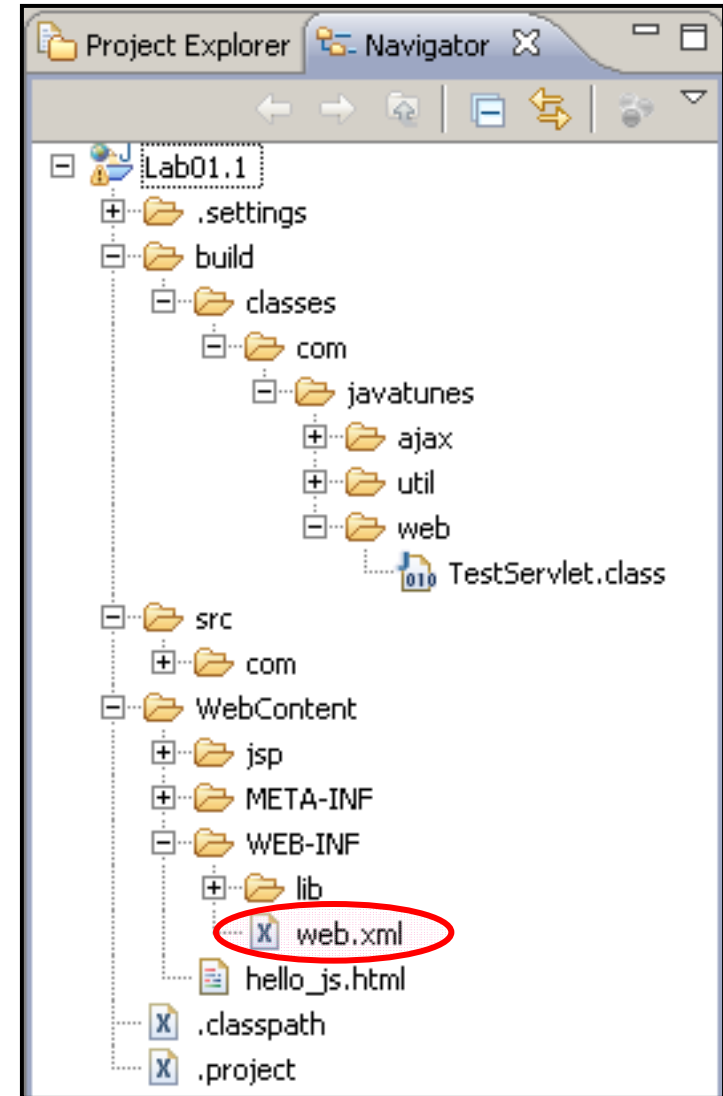 Project Explorer Navigator
Lab01.1
.settings
build
classes
com
javatunes
ajax
util
web
TestServlet.class
src
com
WebContent
jsp
META-INF
WEB-INF
lib
web.xml
hello_js.html
.classpath
.project